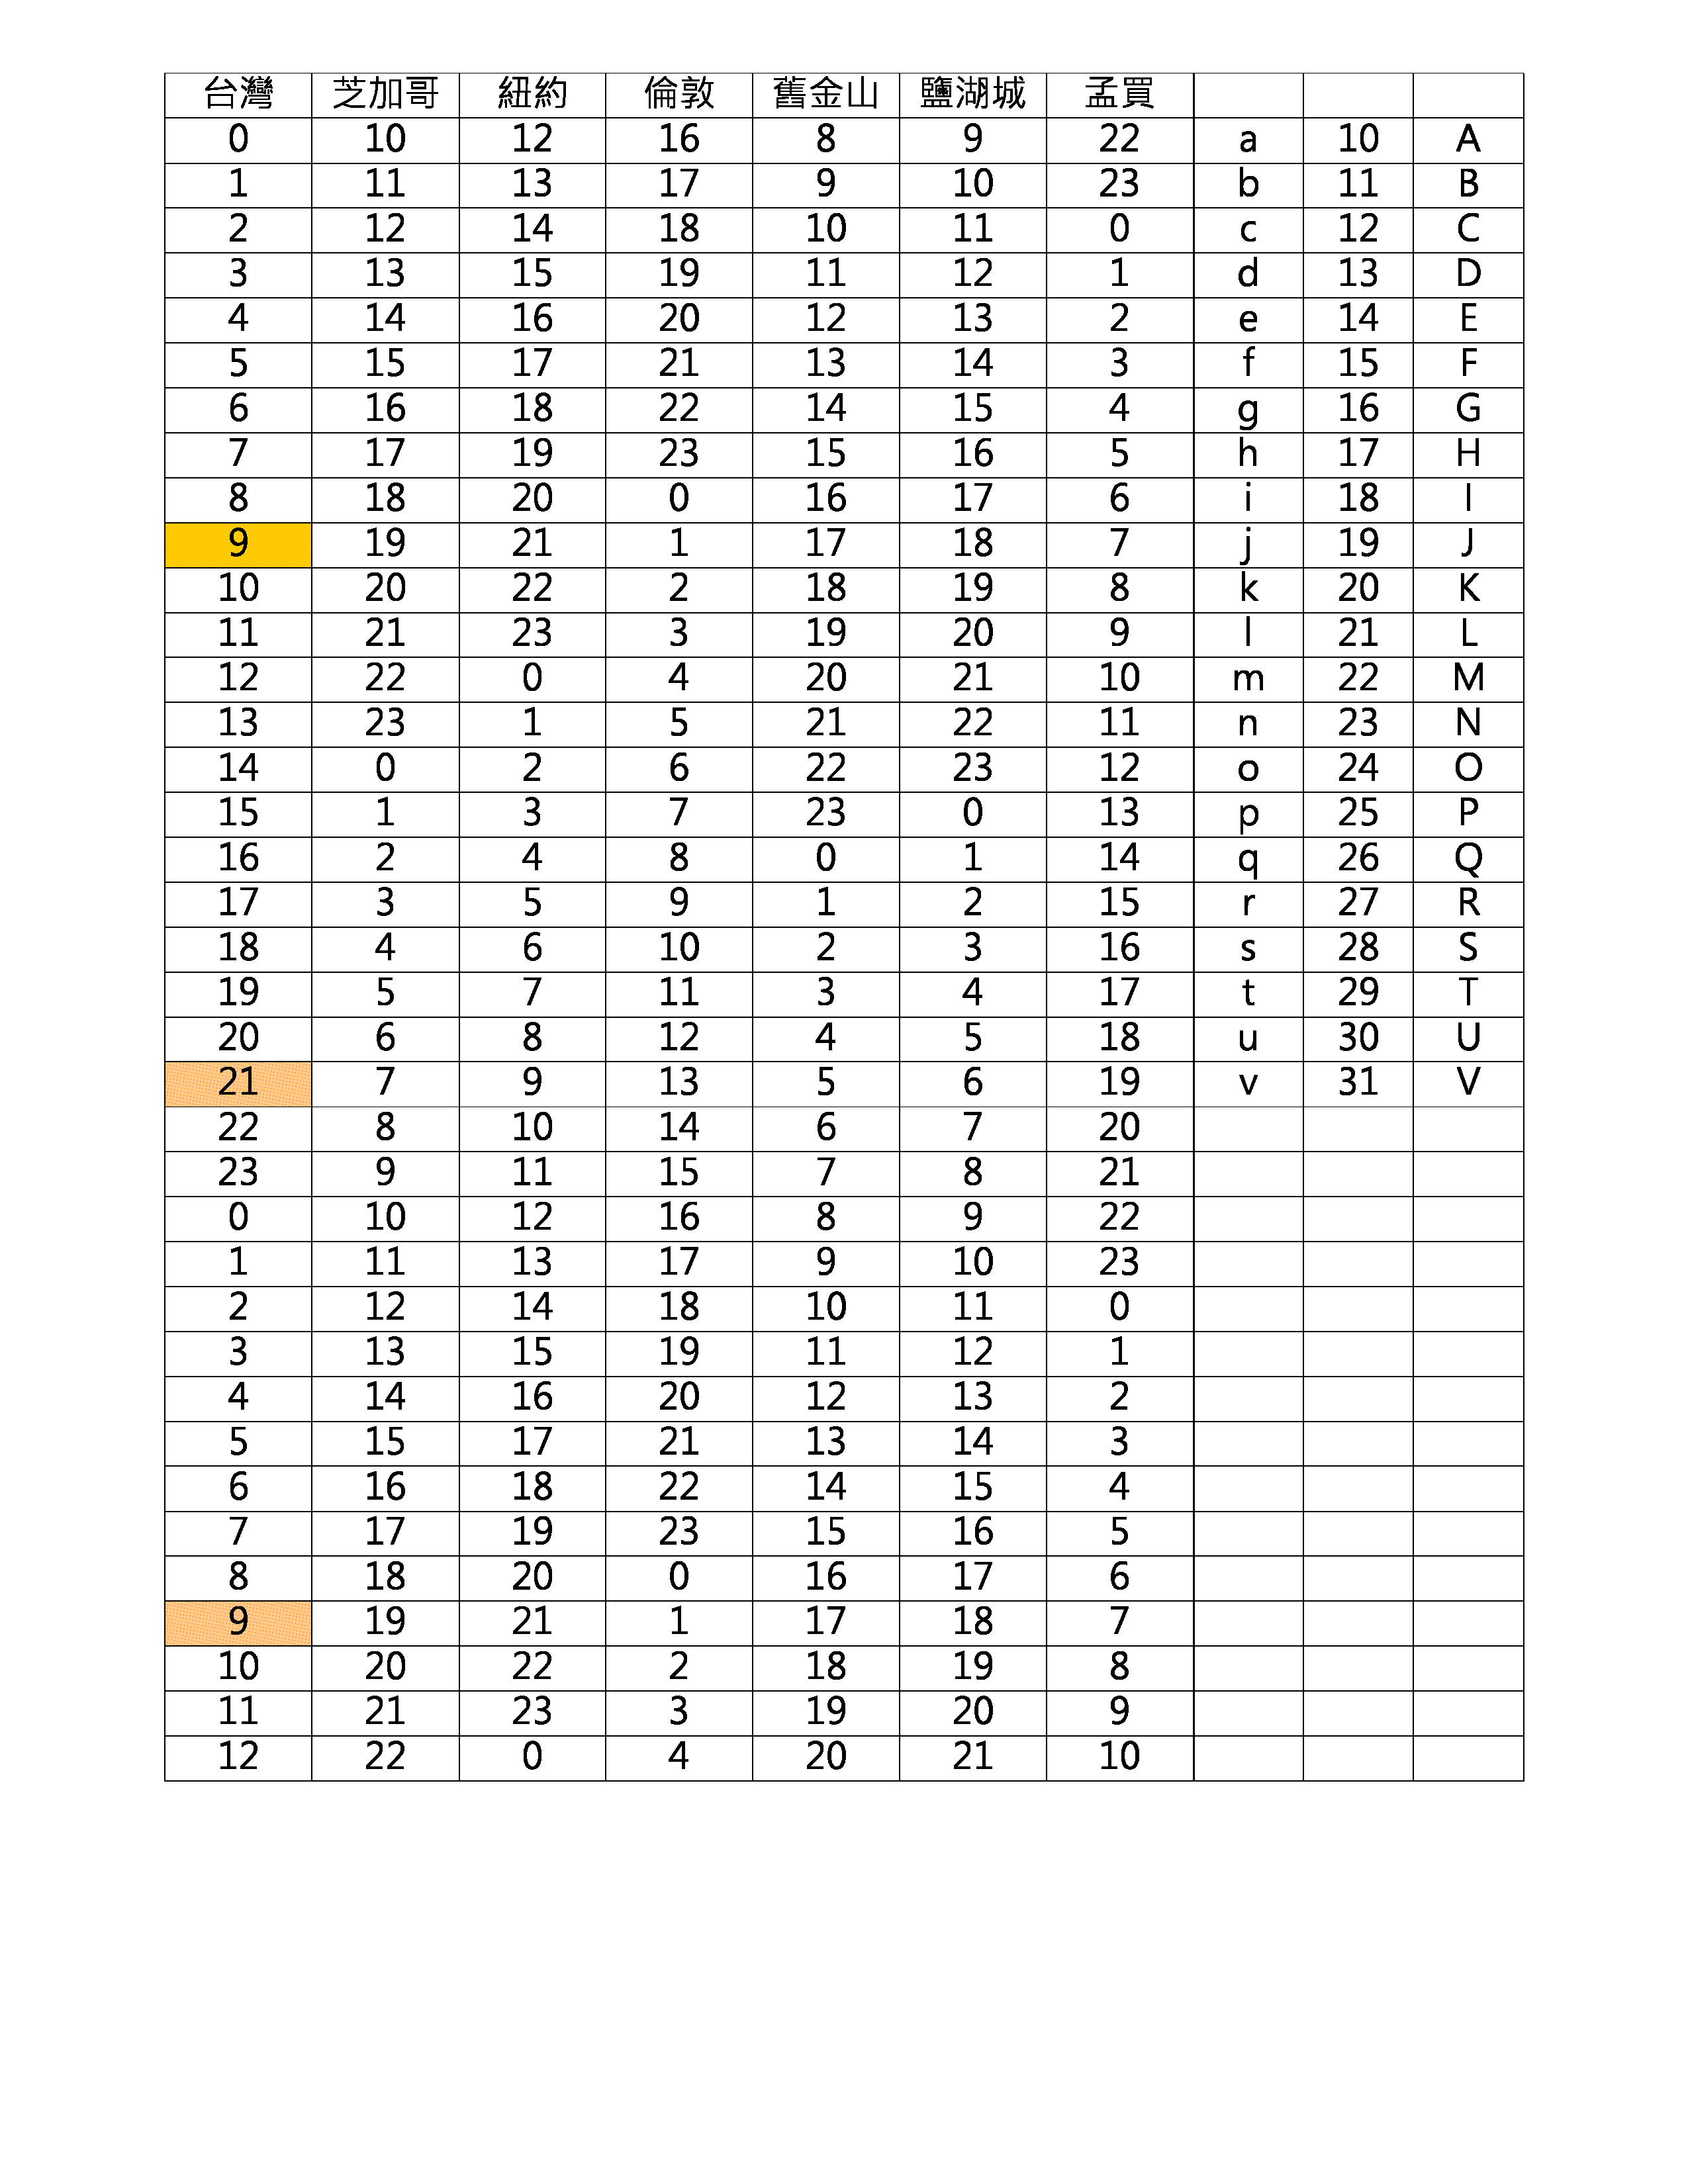 台灣 芝加哥 紐約 倫敦 舊金山 鹽湖城 孟買
0 10 12 16 8 9 22 a 10 A
1 11 13 17 9 10 23 b 11 B
2 12 14 18 10 11 0 c 12 C
3 13 15 19 11 12 1 d 13 D
4 14 16 20 12 13 2 e 14 E
5 15 17 21 13 14 3 f 15 F
6 16 18 22 14 15 4 g 16 G
7 17 19 23 15 16 5 h 17 H
8 18 20 0 16 17 6 i 18 I
9 19 21 1 17 18 7 j 19 J
10 20 22 2 18 19 8 k 20 K
11 21 23 3 19 20 9 l 21 L
12 22 0 4 20 21 10 m 22 M
13 23 1 5 21 22 11 n 23 N
14 0 2 6 22 23 12 o 24 O
15 1 3 7 23 0 13 p 25 P
16 2 4 8 0 1 14 q 26 Q
17 3 5 9 1 2 15 r 27 R
18 4 6 10 2 3 16 s 28 S
19 5 7 11 3 4 17 t 29 T
20 6 8 12 4 5 18 u 30 U
21 7 9 13 5 6 19 v 31 V
22 8 10 14 6 7 20
23 9 11 15 7 8 21
0 10 12 16 8 9 22
1 11 13 17 9 10 23
2 12 14 18 10 11 0
3 13 15 19 11 12 1
4 14 16 20 12 13 2
5 15 17 21 13 14 3
6 16 18 22 14 15 4
7 17 19 23 15 16 5
8 18 20 0 16 17 6
9 19 21 1 17 18 7
10 20 22 2 18 19 8
11 21 23 3 19 20 9
12 22 0 4 20 21 10